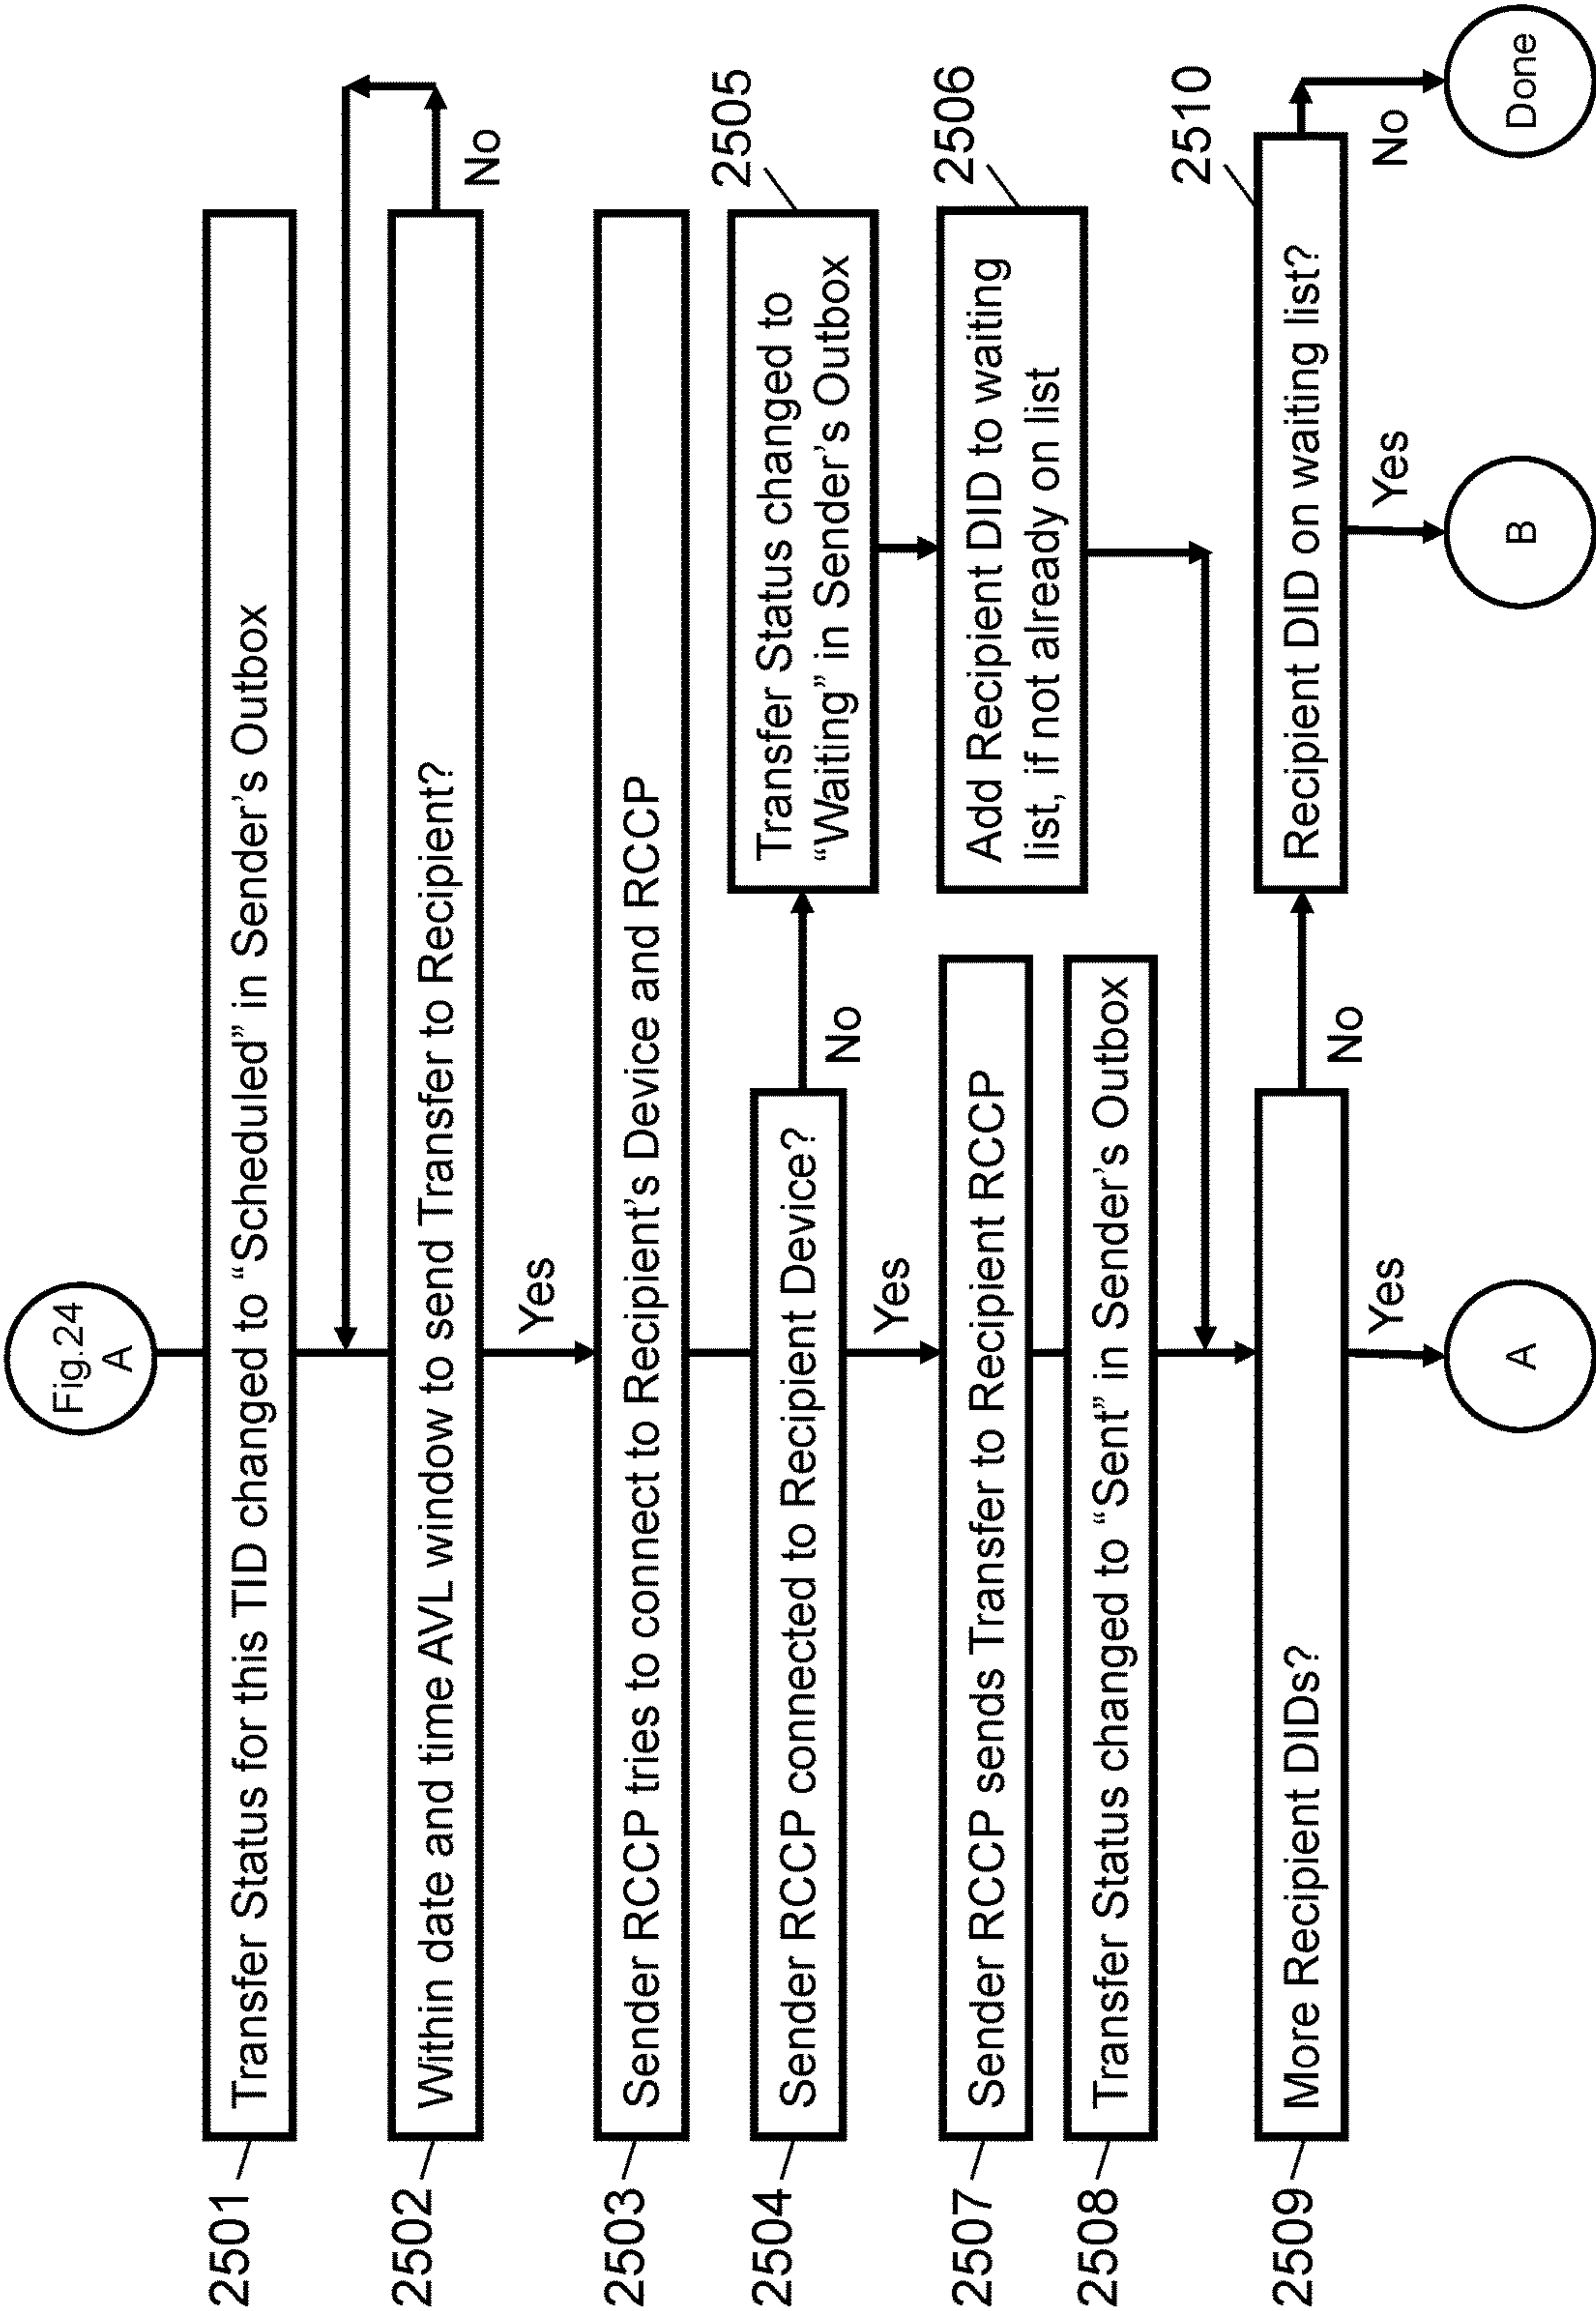 Fig.24
A
2501
Transfer Status for this TID changed to “Scheduled” in Sender’s Outbox
2502
Within date and time AVL window to send Transfer to Recipient?
No
Yes
2503
Sender RCCP tries to connect to Recipient’s Device and RCCP
2504
Sender RCCP connected to Recipient Device?
No
Transfer Status changed to
“Waiting” in Sender’s Outbox
2505
Yes
Add Recipient DID to waiting
list, if not already on list
2506
2507
Sender RCCP sends Transfer to Recipient RCCP
2508
Transfer Status changed to “Sent” in Sender’s Outbox
2509
More Recipient DIDs?
No
Recipient DID on waiting list?
2510
Yes
Yes
No
A
B
Done